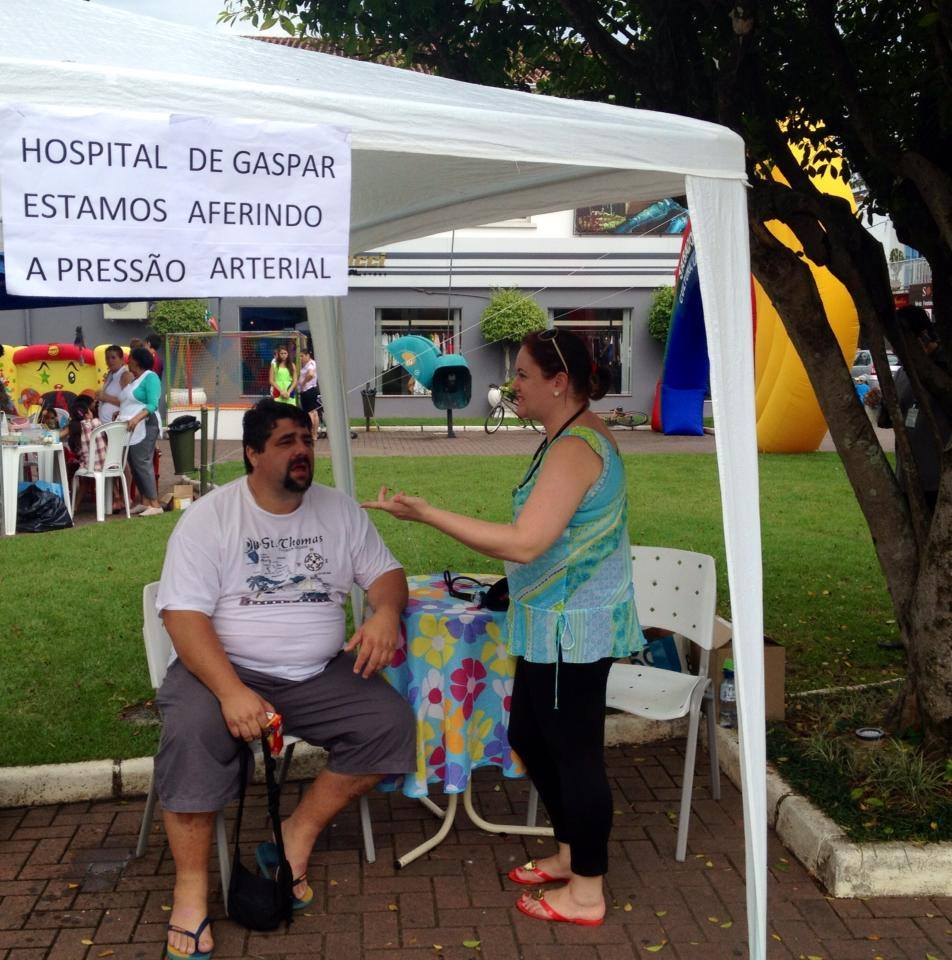 HOSPITAL DE GASPAR
ESTAMOS AFERINDO
A PRESSÃO ARTERIAL
St. Thomas